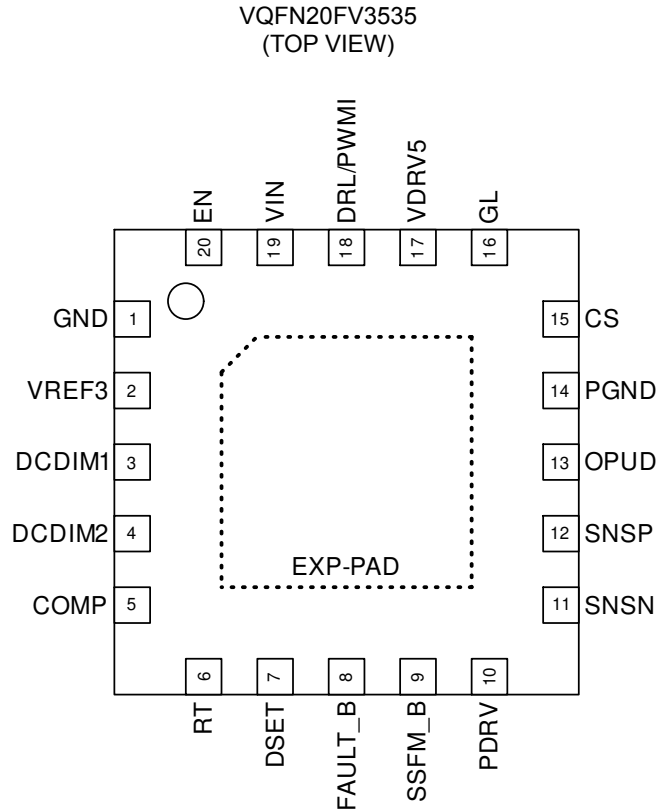 VQFN20FV3535
(TOP VIEW)
EN
VIN
DRL/PWMI
VDRV5
GL
20
19
18
17
16
GND 1
15 CS
VREF3 2
14 PGND
DCDIM1 3
13 OPUD
DCDIM2 4
12 SNSP
EXP-PAD
COMP 5
11 SNSN
6
7
8
9
10
RT
DSET
FAULT_B
SSFM_B
PDRV